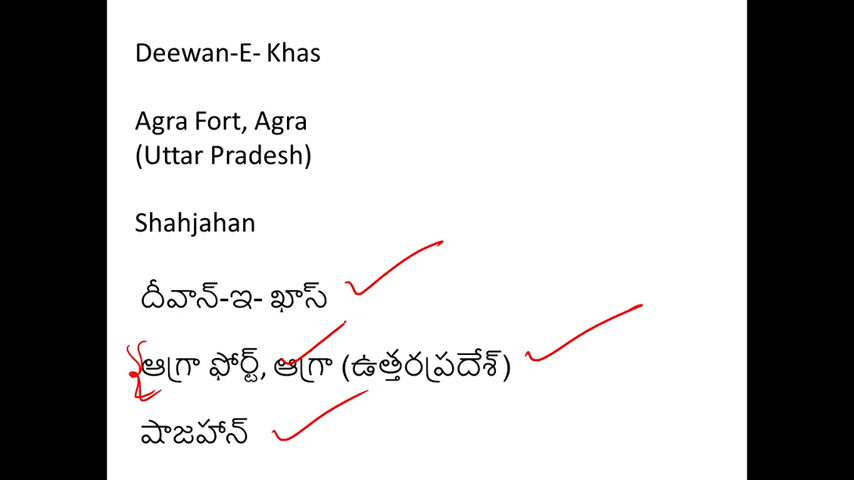 Deewan-E- Khas
Agra Fort, Agra
(Uttar Pradesh)
Shahjahan
దీవాన్-ఇ- ఖాస్
ఆగ్రా ఫోర్ట్, ఆగ్రా (ఉత్తరప్రదేశ్)
షాజహాన్